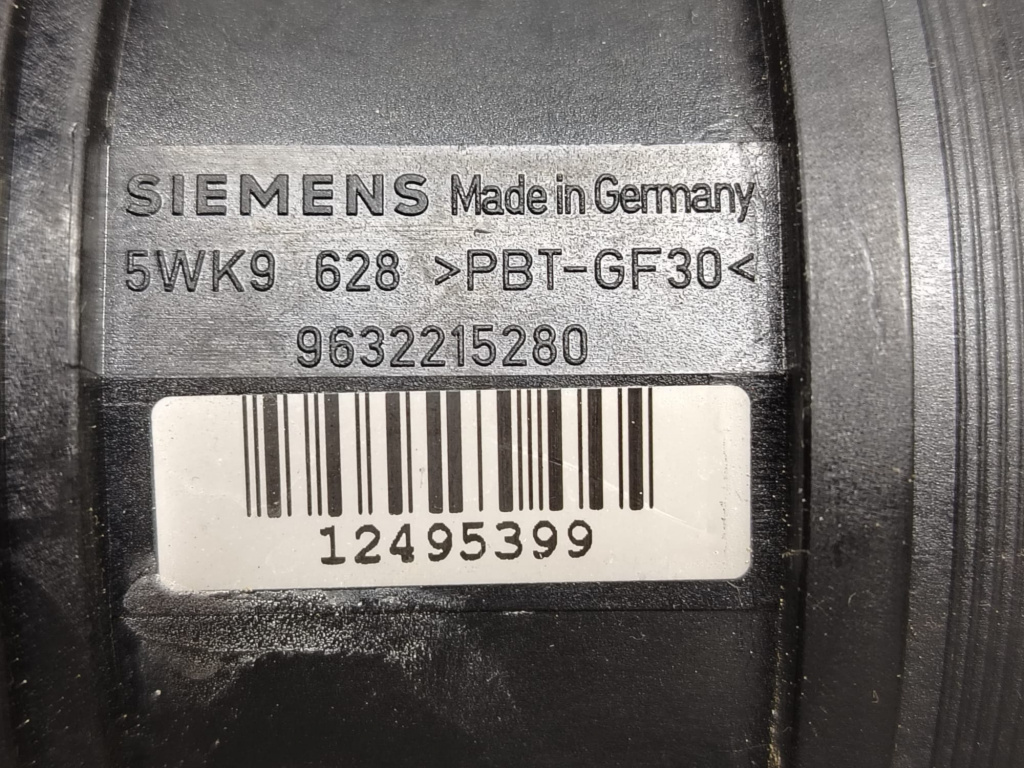 SIEMENS Made in Germany
5WK9 628 >PBT-GF30<
9632215280
12495399